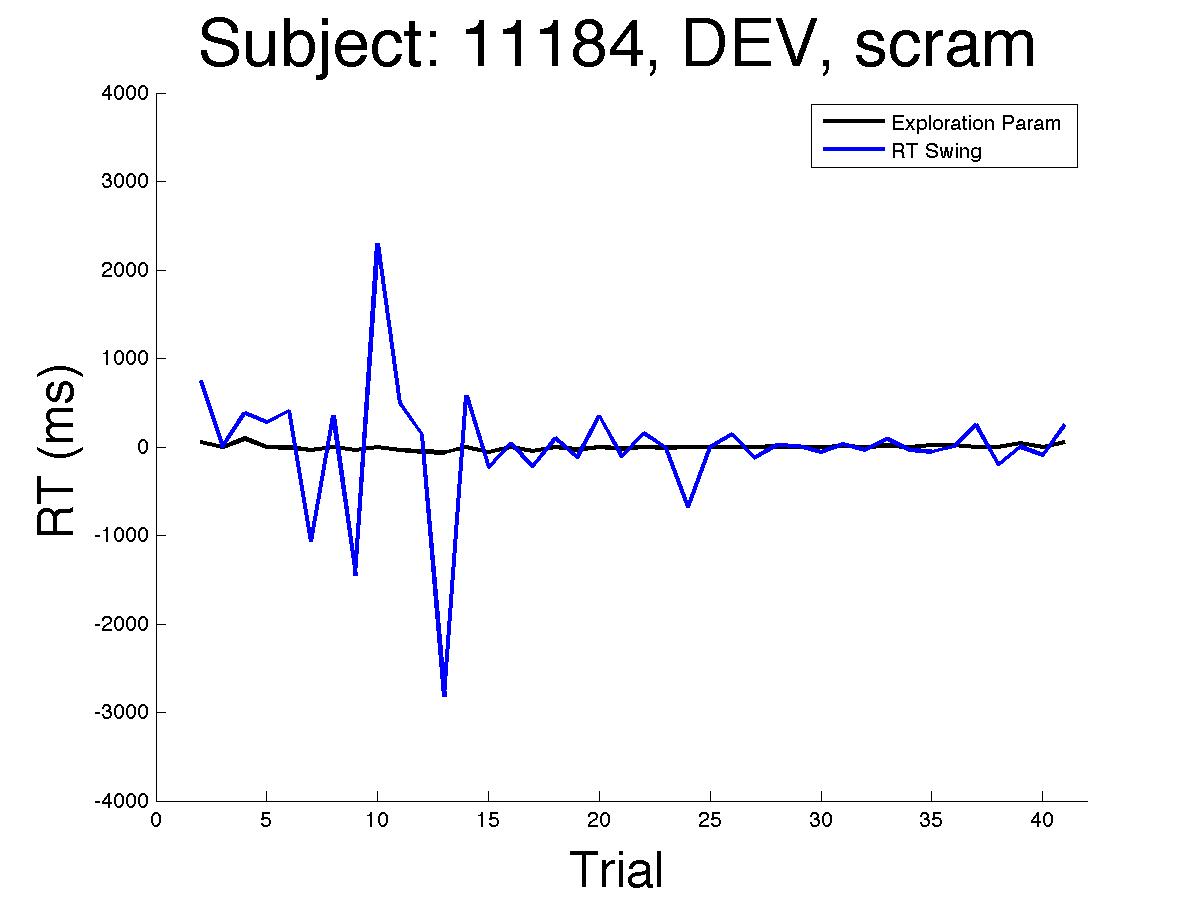 Subject: 11184, DEV, scram
Exploration Param
RT Swing
4000
3000
2000
1000
0
-1000
-2000
-3000
-4000
RT (ms)
0 5 10 15 20 25 30 35 40
Trial